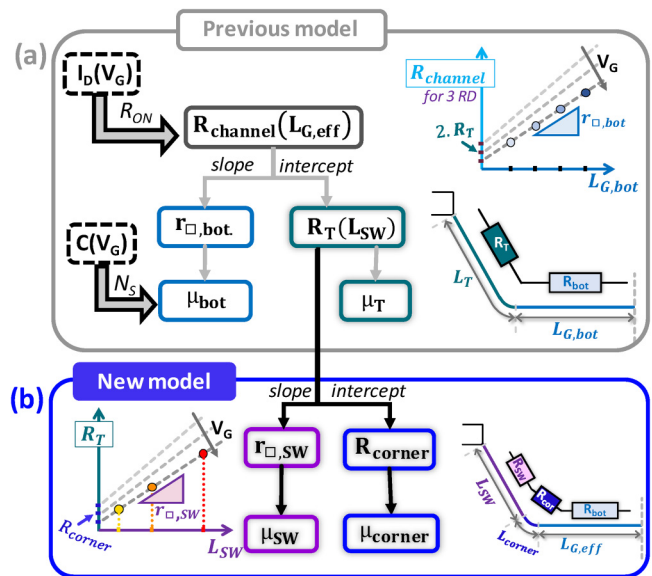 Previous model
(a)
I_D(V_G)
R_ON
R_channel(L_G,eff)
slope
intercept
r_□,bot.
R_T(L_SW)
C(V_G)
N_S
μ_bot
μ_T
R_channel
for 3 RD
V_G
r_□,bot
2. R_T
L_G,bot
R_T
R_bot
L_T
L_G,bot
(b)
New model
slope
intercept
R_T
V_G
r_□,SW
R_corner
L_SW
r_□,SW
R_corner
μ_SW
μ_corner
R_SW
R_cor
R_bot
L_SW
L_corner
L_G,eff